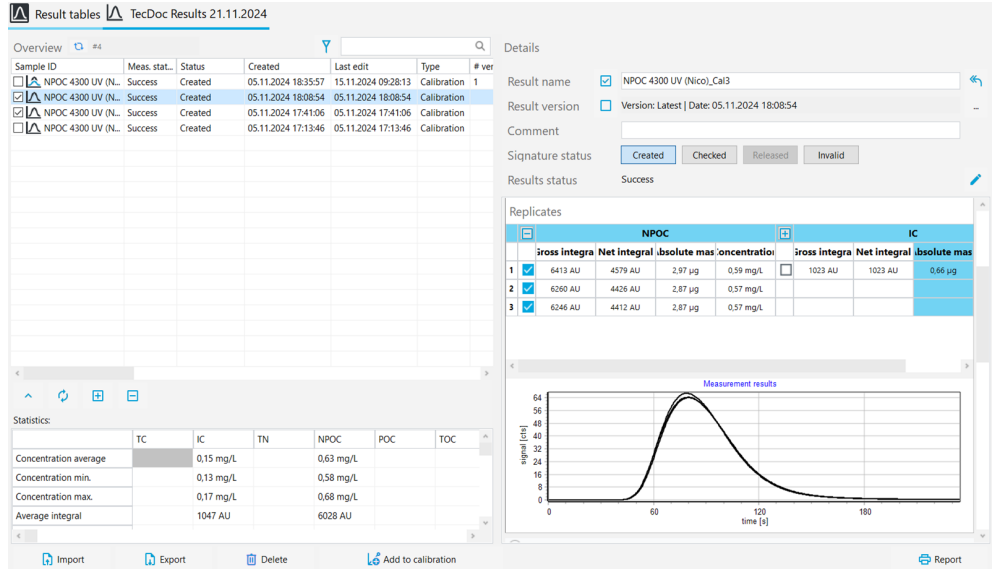 Result tables TecDoc Results 21.11.2024
Overview #4
Sample ID Meas. stat... Status Created Last edit Type # ver
NPOC 4300 UV (N... Success Created 05.11.2024 18:35:57 15.11.2024 09:28:13 Calibration 1
NPOC 4300 UV (N... Success Created 05.11.2024 18:08:54 05.11.2024 18:08:54 Calibration
NPOC 4300 UV (N... Success Created 05.11.2024 17:41:06 05.11.2024 17:41:06 Calibration
NPOC 4300 UV (N... Success Created 05.11.2024 17:13:46 05.11.2024 17:13:46 Calibration
Statistics:
TC IC TN NPOC POC TOC
Concentration average 0,15 mg/L 0,63 mg/L
Concentration min. 0,13 mg/L 0,58 mg/L
Concentration max. 0,17 mg/L 0,68 mg/L
Average integral 1047 AU 6028 AU
Details
Result name NPOC 4300 UV (Nico)_Cal3
Result version Version: Latest | Date: 05.11.2024 18:08:54 ...
Comment
Signature status Created Checked Released Invalid
Results status Success
Replicates
NPOC IC
iross integra Net integral bsolute mas :oncentratio iross integra Net integral bsolute mas
1 6413 AU 4579 AU 2,97 µg 0,59 mg/L 1023 AU 1023 AU 0,66 µg
2 6260 AU 4426 AU 2,87 µg 0,57 mg/L
3 6246 AU 4412 AU 2,87 µg 0,57 mg/L
Measurement results
signal [cts]
64
56
48
40
32
24
16
8
0
0 60 120 180
time [s]
Import Export Delete Add to calibration Report